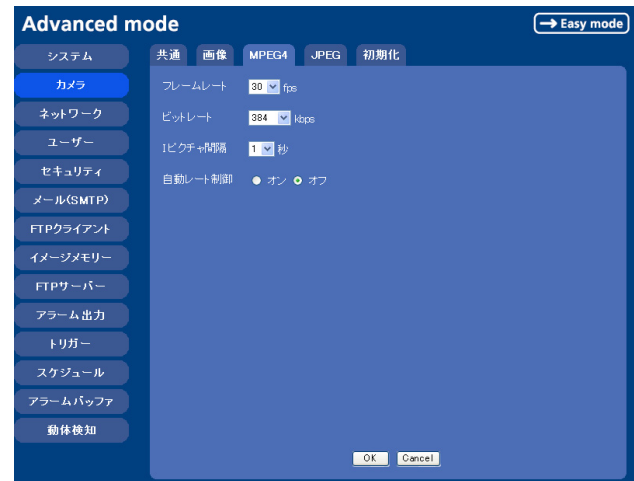 Advanced mode
→ Easy mode
システム
カメラ
ネットワーク
ユーザー
セキュリティ
メール(SMTP)
FTPクライアント
イメージメモリー
FTPサーバー
アラーム出力
トリガー
スケジュール
アラームバッファ
動体検知
共通 画像 MPEG4 JPEG 初期化
フレームレート 30 fps
ビットレート 384 kbps
Iピクチャ間隔 1 秒
自動レート制御 オン オフ
OK Cancel